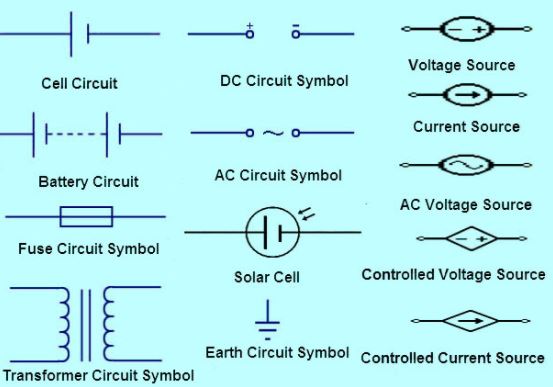 Cell Circuit
Battery Circuit
Fuse Circuit Symbol
Transformer Circuit Symbol
+ −
DC Circuit Symbol
~
AC Circuit Symbol
Solar Cell
Earth Circuit Symbol
− +
Voltage Source
Current Source
AC Voltage Source
− +
Controlled Voltage Source
Controlled Current Source